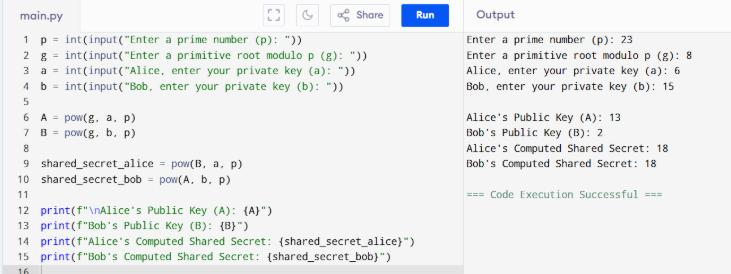 main.py
Share
Run
Output
1 p = int(input("Enter a prime number (p): "))
2 g = int(input("Enter a primitive root modulo p (g): "))
3 a = int(input("Alice, enter your private key (a): "))
4 b = int(input("Bob, enter your private key (b): "))
5
6 A = pow(g, a, p)
7 B = pow(g, b, p)
8
9 shared_secret_alice = pow(B, a, p)
10 shared_secret_bob = pow(A, b, p)
11
12 print(f"\nAlice's Public Key (A): {A}")
13 print(f"Bob's Public Key (B): {B}")
14 print(f"Alice's Computed Shared Secret: {shared_secret_alice}")
15 print(f"Bob's Computed Shared Secret: {shared_secret_bob}")
16
Enter a prime number (p): 23
Enter a primitive root modulo p (g): 8
Alice, enter your private key (a): 6
Bob, enter your private key (b): 15
Alice's Public Key (A): 13
Bob's Public Key (B): 2
Alice's Computed Shared Secret: 18
Bob's Computed Shared Secret: 18
=== Code Execution Successful ===